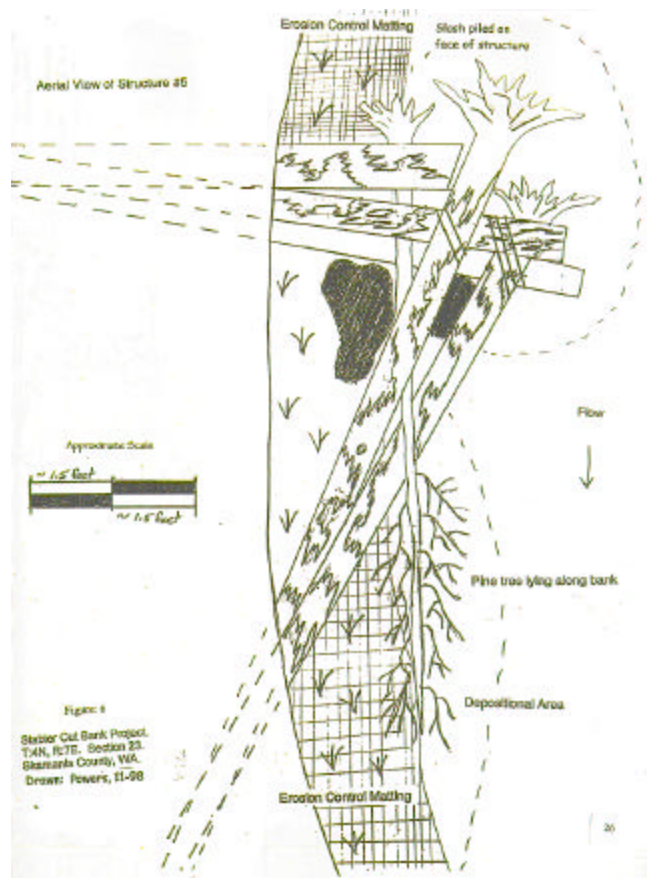 Erosion Control Matting
Slash piled on
face of structure
Aerial View of Structure #5
Flow
Approximate Scale
~ 1.5 feet
~ 1.5 feet
Pine tree lying along bank
Depositional Area
Figure 6
Stabler Cut Bank Project.
T:4N, R:7E. Section 23.
Skamania County, WA.
Drawn: Powers, 11-98
Erosion Control Matting
26